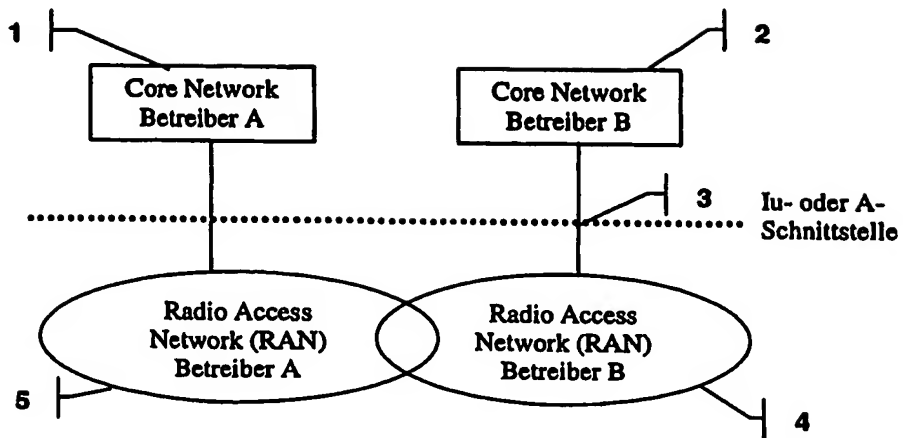 1
2
Core Network
Betreiber A
Core Network
Betreiber B
3
Iu- oder A-
Schnittstelle
Radio Access
Network (RAN)
Betreiber A
Radio Access
Network (RAN)
Betreiber B
5
4